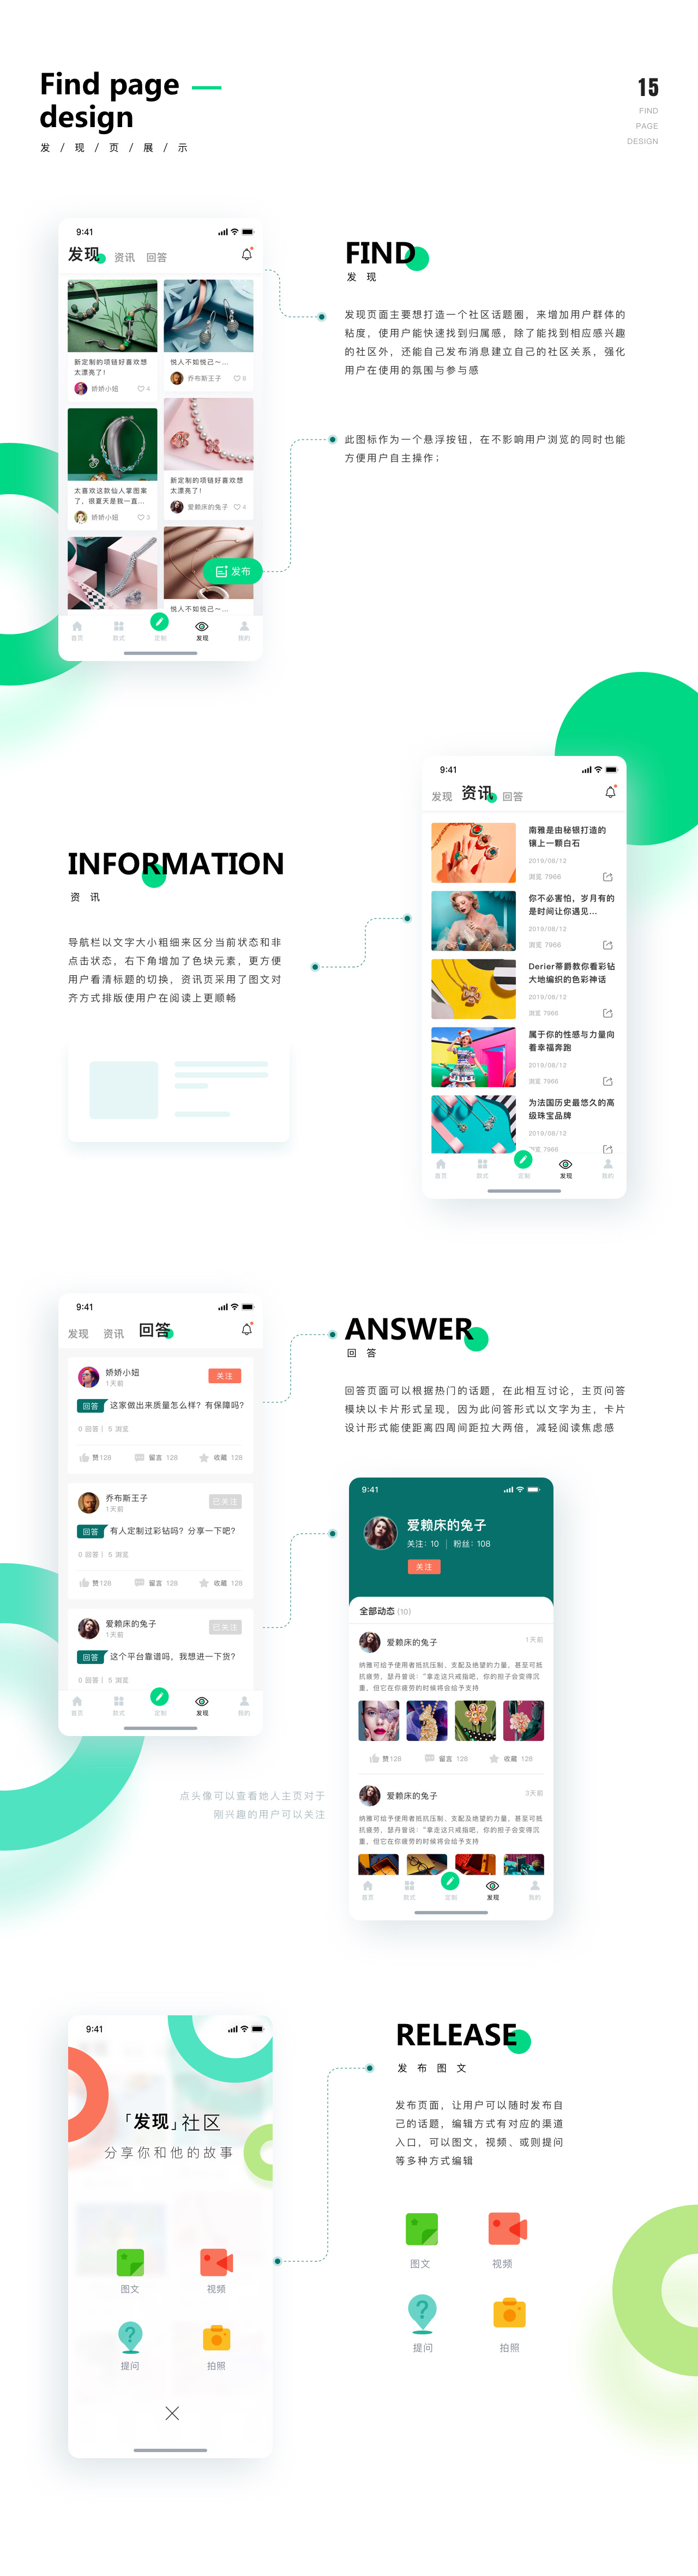 Find page
design
发 / 现 / 页 / 展 / 示
15
FIND
PAGE
DESIGN
9:41
发现 资讯 回答
新定制的项链好喜欢想
太漂亮了!
娇娇小妞 4
悦人不如悦己~...
乔布斯王子 8
太喜欢这款仙人掌图案
了,很夏天是我一直...
娇娇小妞 3
新定制的项链好喜欢想
太漂亮了!
爱赖床的兔子 4
悦人不如悦己~...
发布
首页 款式 定制 发现 我的
FIND
发 现
发现页面主要想打造一个社区话题圈,来增加用户群体的
粘度,使用户能快速找到归属感,除了能找到相应感兴趣
的社区外,还能自己发布消息建立自己的社区关系,强化
用户在使用的氛围与参与感
此图标作为一个悬浮按钮,在不影响用户浏览的同时也能
方便用户自主操作;
INFORMATION
资 讯
导航栏以文字大小粗细来区分当前状态和非
点击状态,右下角增加了色块元素,更方便
用户看清标题的切换,资讯页采用了图文对
齐方式排版使用户在阅读上更顺畅
9:41
发现 资讯 回答
南雅是由秘银打造的
镶上一颗白石
2019/08/12
浏览 7966
你不必害怕,岁月有的
是时间让你遇见...
2019/08/12
浏览 7966
Derier蒂爵教你看彩钻
大地编织的色彩神话
2019/08/12
浏览 7966
属于你的性感与力量向
着幸福奔跑
2019/08/12
浏览 7966
为法国历史最悠久的高
级珠宝品牌
2019/08/12
浏览 7966
首页 款式 定制 发现 我的
9:41
发现 资讯 回答
娇娇小妞
1天前
关注
回答 这家做出来质量怎么样?有保障吗?
0 回答 | 5 浏览
赞128 留言 128 收藏 128
乔布斯王子
1天前
已关注
回答 有人定制过彩钻吗?分享一下吧?
0 回答 | 5 浏览
赞128 留言 128 收藏 128
爱赖床的兔子
1天前
已关注
回答 这个平台靠谱吗,我想进一下货?
0 回答 | 5 浏览
首页 款式 定制 发现 我的
ANSWER
回 答
回答页面可以根据热门的话题,在此相互讨论,主页问答
模块以卡片形式呈现,因为此问答形式以文字为主,卡片
设计形式能使距离四周间距拉大两倍,减轻阅读焦虑感
点头像可以查看她人主页对于
刚兴趣的用户可以关注
9:41
爱赖床的兔子
关注:10 | 粉丝:108
关注
全部动态 (10)
爱赖床的兔子 1天前
纳雅可给予使用者抵抗压制、支配及绝望的力量,甚至可抵
抗疲劳,瑟丹督说:“拿走这只戒指吧,你的担子会变得沉
重,但它在你疲劳的时候将会给予支持
赞128 留言 128 收藏 128
爱赖床的兔子 3天前
纳雅可给予使用者抵抗压制、支配及绝望的力量,甚至可抵
抗疲劳,瑟丹督说:“拿走这只戒指吧,你的担子会变得沉
重,但它在你疲劳的时候将会给予支持
首页 款式 定制 发现 我的
9:41
「发现」社区
分享你和他的故事
图文 视频
提问 拍照
RELEASE
发 布 图 文
发布页面,让用户可以随时发布自
己的话题,编辑方式有对应的渠道
入口,可以图文,视频、或则提问
等多种方式编辑
图文 视频
提问 拍照